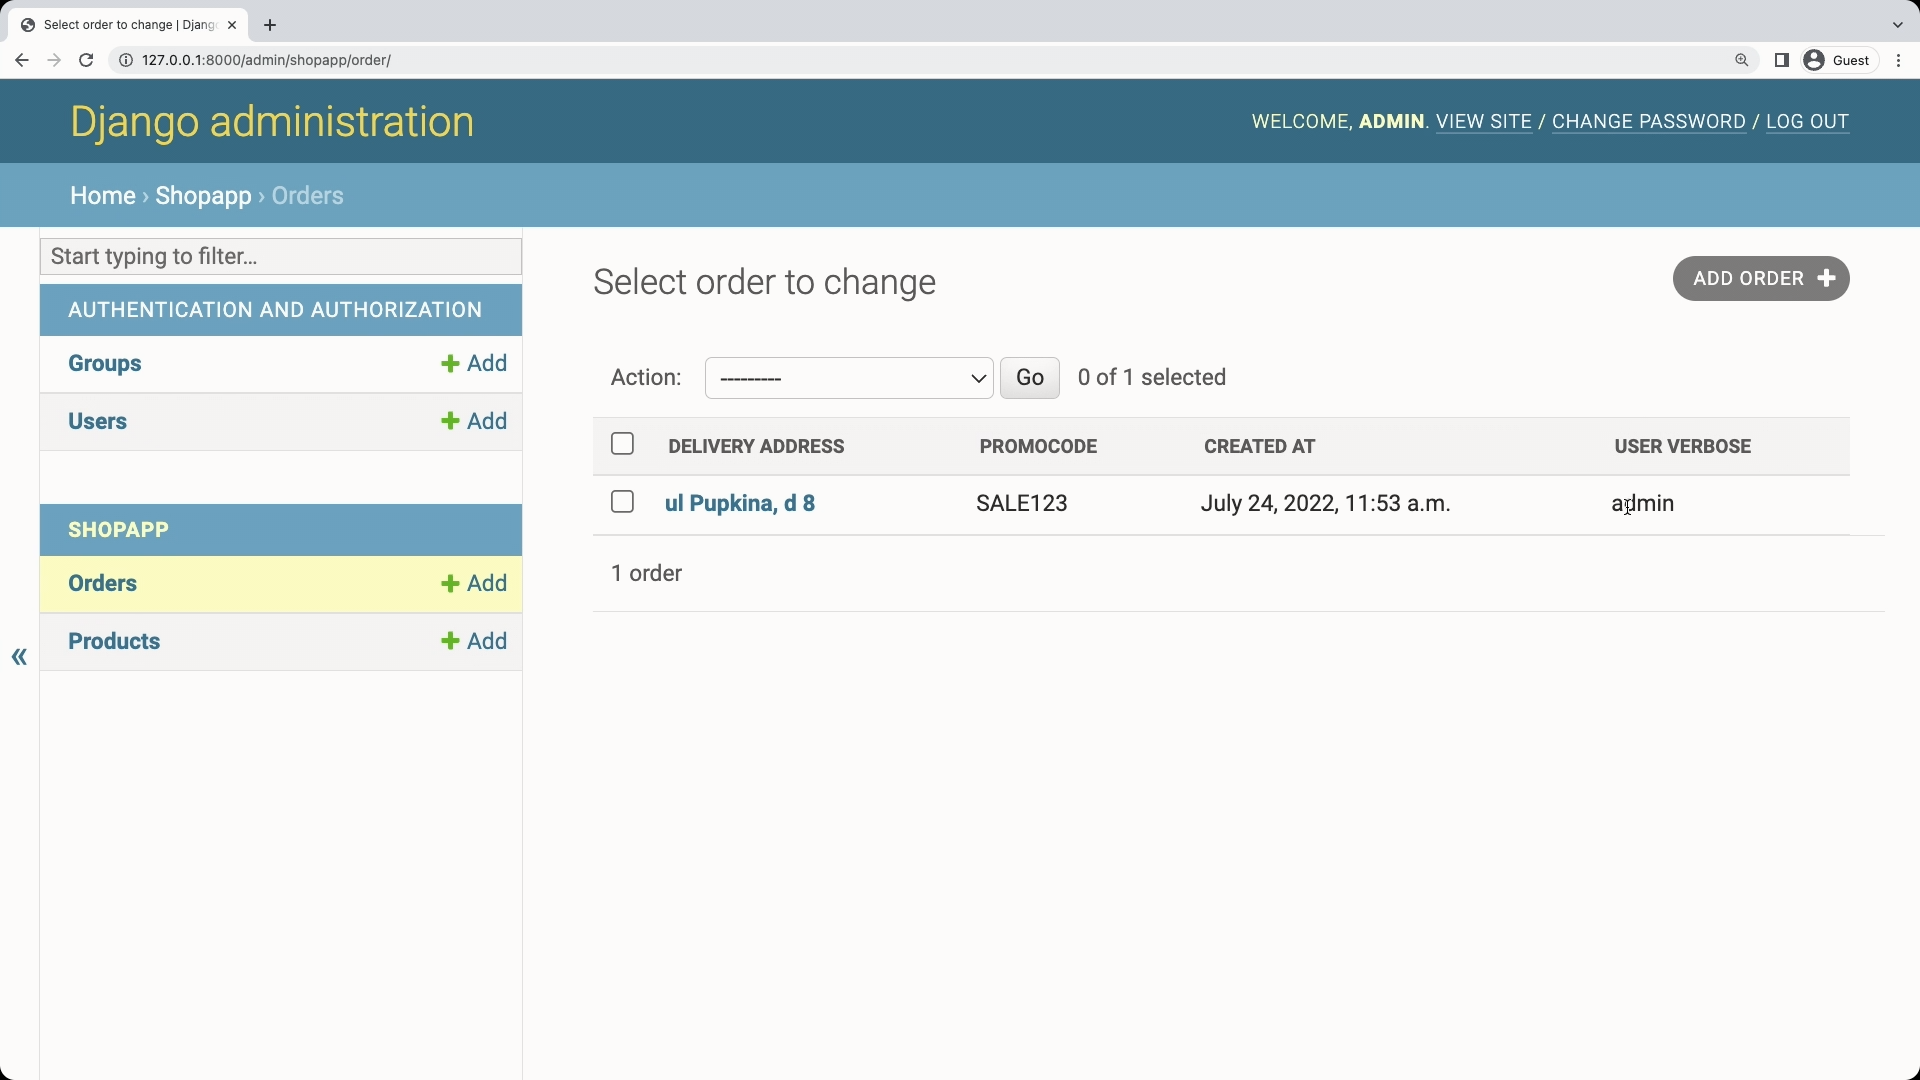 Select order to change | Djang
127.0.0.1:8000/admin/shopapp/order/
Guest
Django administration
WELCOME, ADMIN. VIEW SITE / CHANGE PASSWORD / LOG OUT
Home › Shopapp › Orders
Start typing to filter…
AUTHENTICATION AND AUTHORIZATION
Groups + Add
Users + Add
SHOPAPP
Orders + Add
Products + Add
«
Select order to change
ADD ORDER +
Action: --------- Go 0 of 1 selected
DELIVERY ADDRESS PROMOCODE CREATED AT USER VERBOSE
ul Pupkina, d 8 SALE123 July 24, 2022, 11:53 a.m. admin
1 order